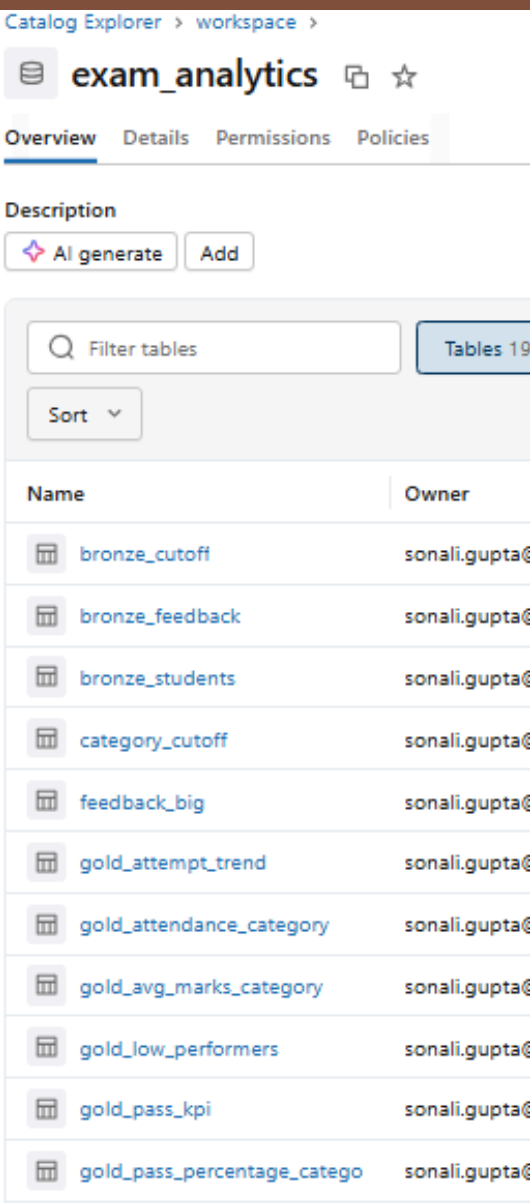 Catalog Explorer > workspace >
exam_analytics
Overview Details Permissions Policies
Description
AI generate Add
Filter tables Tables 19
Sort
Name Owner
bronze_cutoff sonali.gupta@
bronze_feedback sonali.gupta@
bronze_students sonali.gupta@
category_cutoff sonali.gupta@
feedback_big sonali.gupta@
gold_attempt_trend sonali.gupta@
gold_attendance_category sonali.gupta@
gold_avg_marks_category sonali.gupta@
gold_low_performers sonali.gupta@
gold_pass_kpi sonali.gupta@
gold_pass_percentage_catego sonali.gupta@